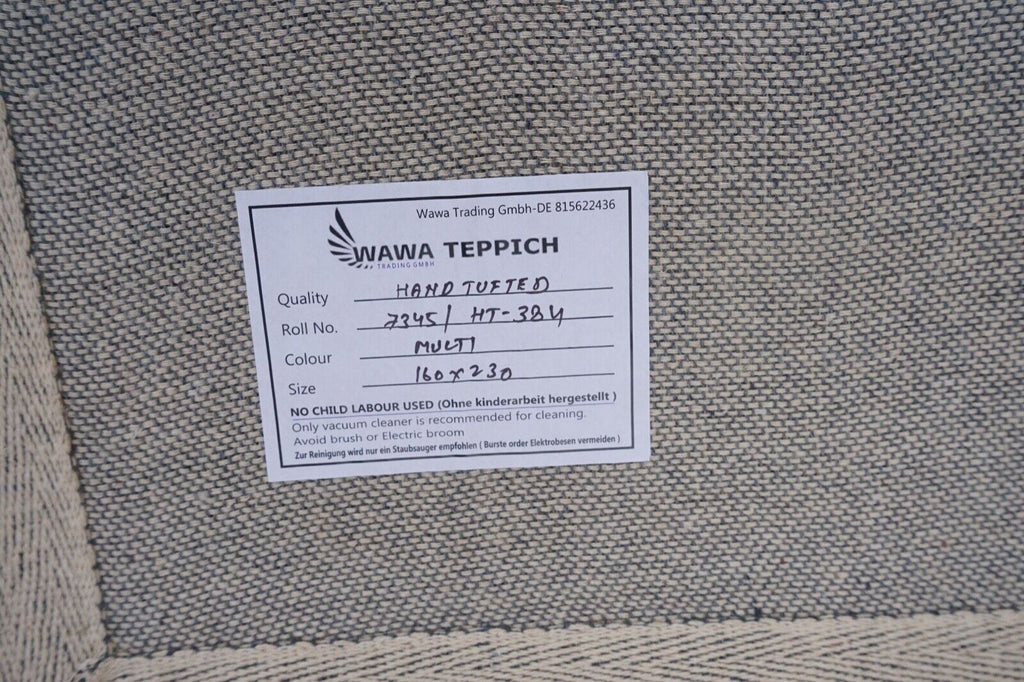 Wawa Trading Gmbh-DE 815622436
WAWA TEPPICH
TRADING GMBH
Quality HAND TUFTED
Roll No. 7345/ HT-384
Colour MULTI
Size 160x230
NO CHILD LABOUR USED (Ohne kinderarbeit hergestellt )
Only vacuum cleaner is recommended for cleaning.
Avoid brush or Electric broom
Zur Reinigung wird nur ein Staubsauger empfohlen ( Burste order Elektrobesen vermeiden )